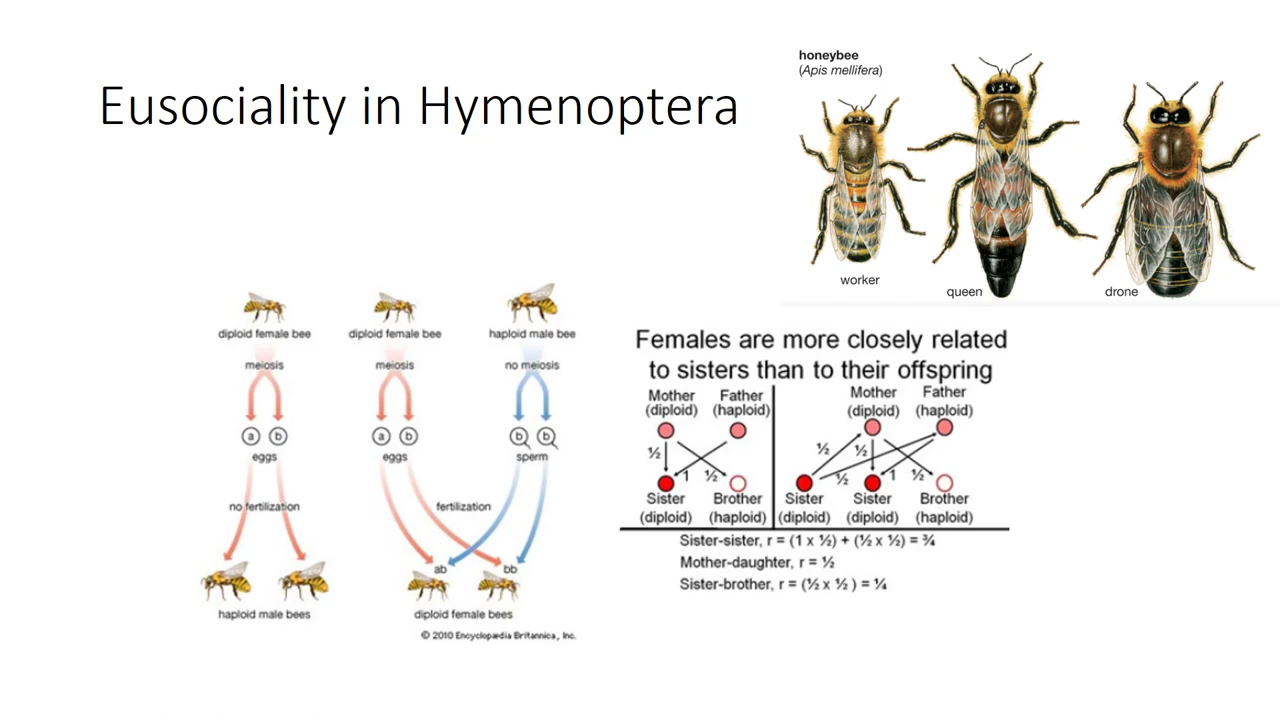 Eusociality in Hymenoptera
honeybee
(Apis mellifera)
worker
queen
drone
diploid female bee
diploid female bee
haploid male bee
meiosis
meiosis
no meiosis
a b
a b
b b
eggs
eggs
sperm
no fertilization
fertilization
ab
bb
haploid male bees
diploid female bees
© 2010 Encyclopædia Britannica, Inc.
Females are more closely related
to sisters than to their offspring
Mother
(diploid)
Father
(haploid)
½
1
½
Sister
(diploid)
Brother
(haploid)
Mother
(diploid)
Father
(haploid)
½
½
½
1
½
Sister
(diploid)
Sister
(diploid)
Brother
(haploid)
Sister-sister, r = (1 x ½) + (½ x ½) = ¾
Mother-daughter, r = ½
Sister-brother, r = (½ x ½ ) = ¼